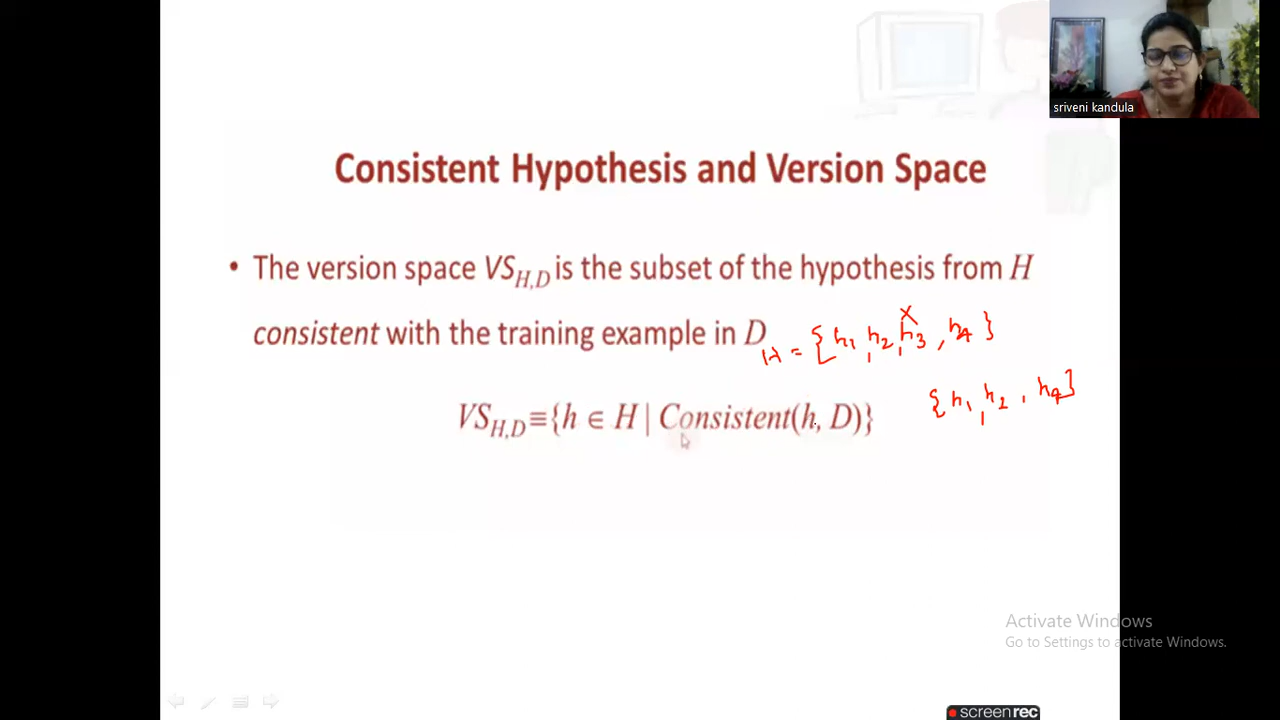 sriveni kandula
Consistent Hypothesis and Version Space
• The version space VS_H,D is the subset of the hypothesis from H
consistent with the training example in D
H = {h1, h2, h3, h4}
X
{h1, h2, h4}
VS_H,D ≡ {h ∈ H | Consistent(h, D)}
Activate Windows
Go to Settings to activate Windows.
screenrec